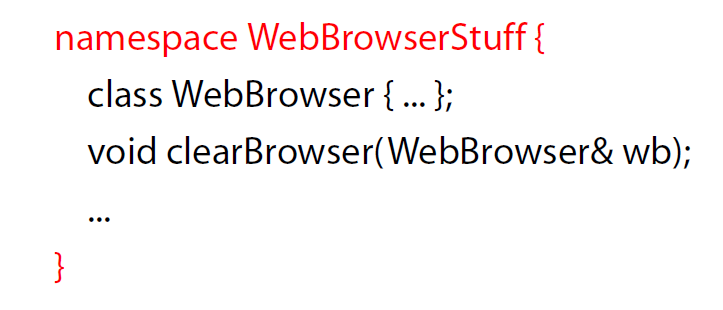 namespace WebBrowserStuff {
class WebBrowser { ... };
void clearBrowser(WebBrowser& wb);
...
}